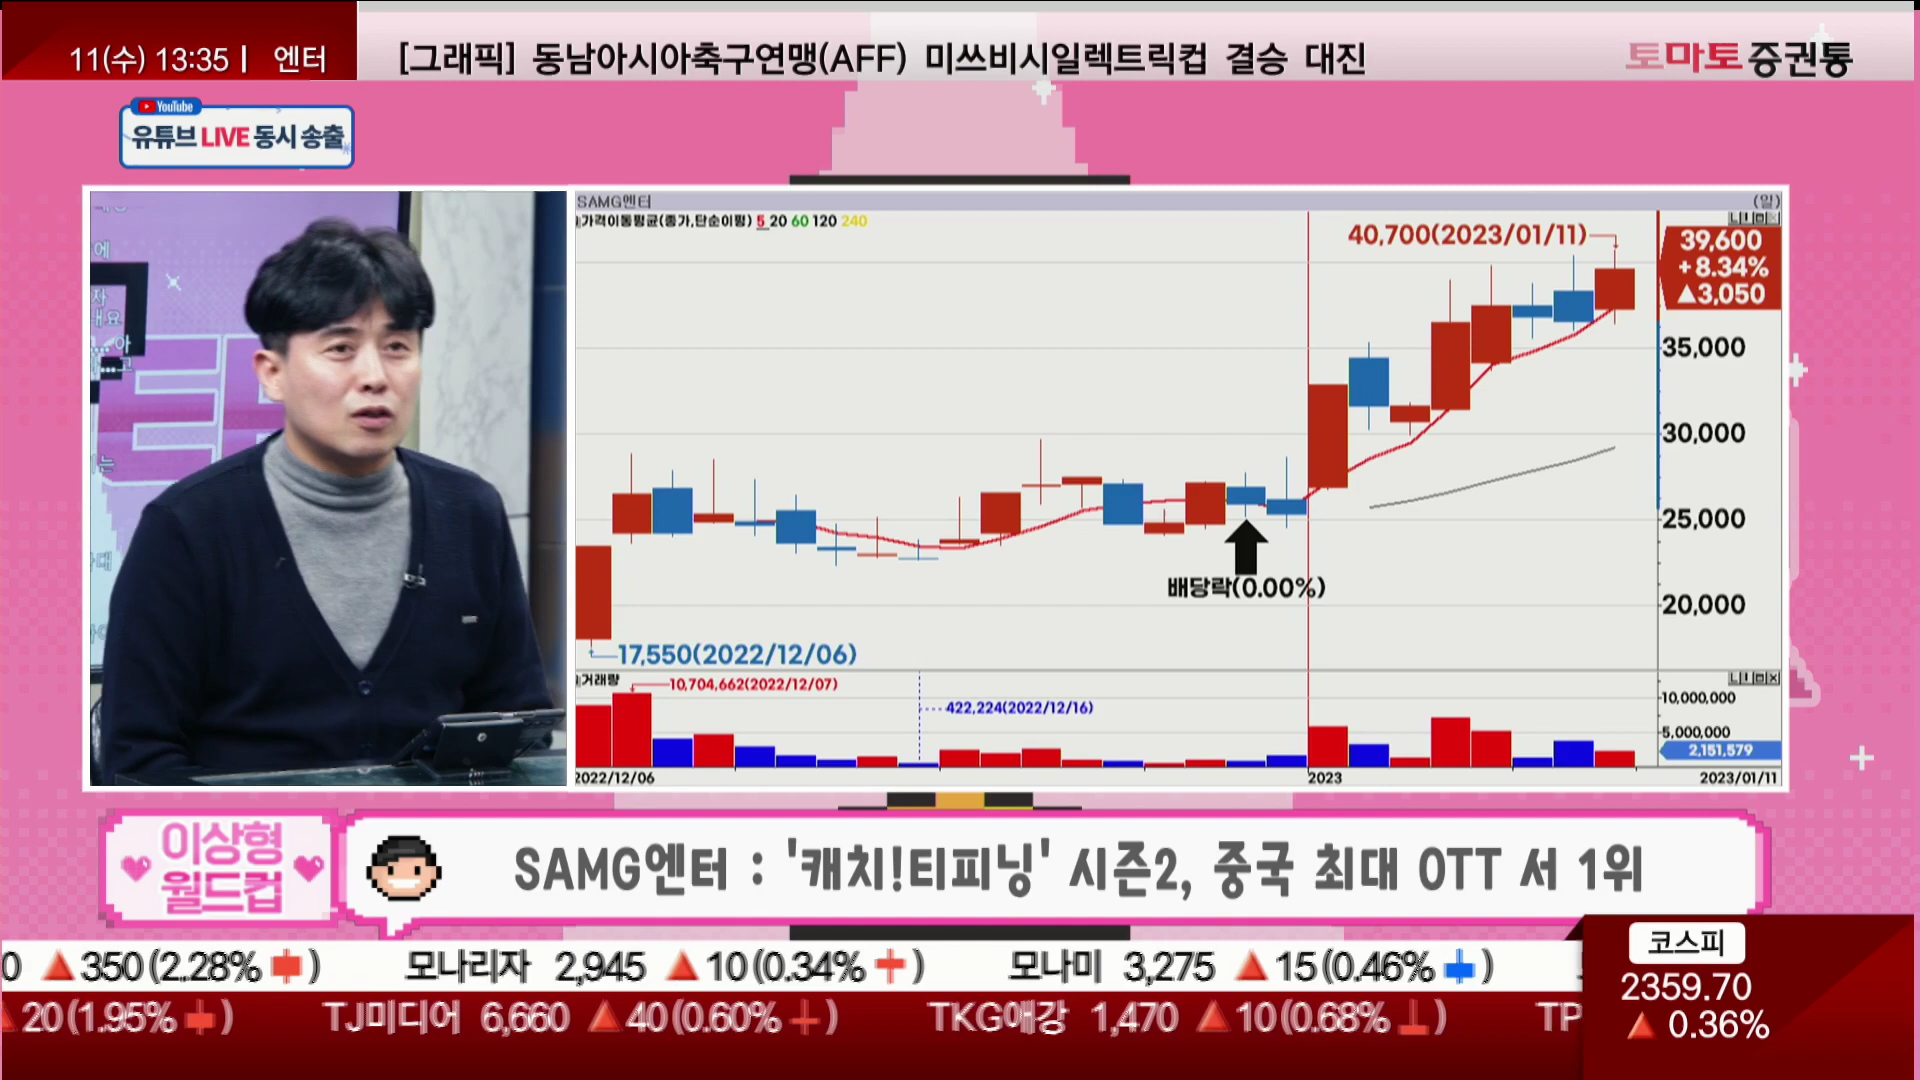 11(수) 13:35 | 엔터
[그래픽] 동남아시아축구연맹(AFF) 미쓰비시일렉트릭컵 결승 대진
토마토증권통
YouTube
유튜브 LIVE 동시 송출
SAMG엔터
(일)
가격이동평균(종가,단순이평) 5 20 60 120 240
40,700(2023/01/11)
39,600
+8.34%
▲3,050
35,000
30,000
25,000
20,000
배당락(0.00%)
17,550(2022/12/06)
거래량
10,704,662(2022/12/07)
422,224(2022/12/16)
10,000,000
5,000,000
2,151,579
2022/12/06
2023
2023/01/11
이상형
월드컵
SAMG엔터 : '캐치!티피닝' 시즌2, 중국 최대 OTT 서 1위
0 ▲350(2.28% ) 모나리자 2,945 ▲10(0.34% ) 모나미 3,275 ▲15(0.46% )
▲20(1.95% ) TJ미디어 6,660 ▲40(0.60% ) TKG애강 1,470 ▲10(0.68% ) TP
코스피
2359.70
▲ 0.36%